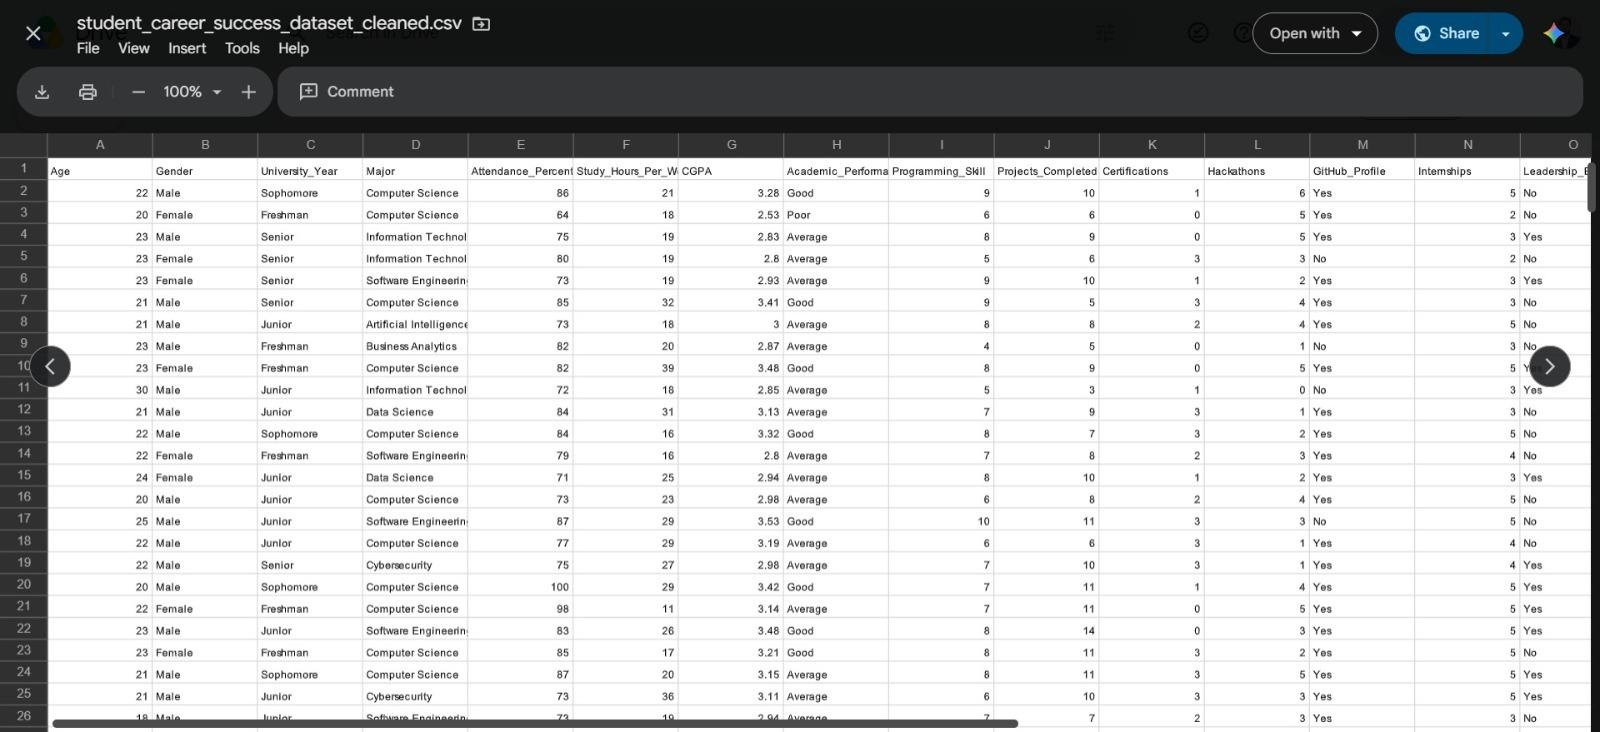 student_career_success_dataset_cleaned.csv
File View Insert Tools Help
Open with
Share
100%
Comment
A B C D E F G H I J K L M N O
1 Age Gender University_Year Major Attendance_Percent Study_Hours_Per_W CGPA Academic_Performa Programming_Skill Projects_Completed Certifications Hackathons GitHub_Profile Internships Leadership_E
2 22 Male Sophomore Computer Science 86 21 3.28 Good 9 10 1 6 Yes 5 No
3 20 Female Freshman Computer Science 64 18 2.53 Poor 6 6 0 5 Yes 2 No
4 23 Male Senior Information Technol 75 19 2.83 Average 8 9 0 5 Yes 3 Yes
5 23 Female Senior Information Technol 80 19 2.8 Average 5 6 3 3 No 2 No
6 23 Female Senior Software Engineerin 73 19 2.93 Average 9 10 1 2 Yes 3 Yes
7 21 Male Senior Computer Science 85 32 3.41 Good 9 5 3 4 Yes 3 No
8 21 Male Junior Artificial Intelligence 73 18 3 Average 8 8 2 4 Yes 5 No
9 23 Male Freshman Business Analytics 82 20 2.87 Average 4 5 0 1 No 3 No
10 23 Female Freshman Computer Science 82 39 3.48 Good 8 9 0 5 Yes 5
11 30 Male Junior Information Technol 72 18 2.85 Average 5 3 1 0 No 3 Yes
12 21 Male Junior Data Science 84 31 3.13 Average 7 9 3 1 Yes 3 No
13 22 Male Sophomore Computer Science 84 16 3.32 Good 8 7 3 2 Yes 5 No
14 22 Female Freshman Software Engineerin 79 16 2.8 Average 7 8 2 3 Yes 4 No
15 24 Female Junior Data Science 71 25 2.94 Average 8 10 1 2 Yes 3 Yes
16 20 Male Junior Computer Science 73 23 2.98 Average 6 8 2 4 Yes 5 No
17 25 Male Junior Software Engineerin 87 29 3.53 Good 10 11 3 3 No 5 No
18 22 Male Junior Computer Science 77 29 3.19 Average 6 6 3 1 Yes 4 No
19 22 Male Senior Cybersecurity 75 27 2.98 Average 7 10 3 1 Yes 4 Yes
20 20 Male Sophomore Computer Science 100 29 3.42 Good 7 11 1 4 Yes 5 Yes
21 22 Female Freshman Computer Science 98 11 3.14 Average 7 11 0 5 Yes 5 Yes
22 23 Male Junior Software Engineerin 83 26 3.48 Good 8 14 0 3 Yes 5 Yes
23 23 Female Freshman Computer Science 85 17 3.21 Good 8 11 3 2 Yes 5 No
24 21 Male Sophomore Computer Science 87 20 3.15 Average 8 11 3 5 Yes 5 Yes
25 21 Male Junior Cybersecurity 73 36 3.11 Average 6 10 3 3 Yes 5 Yes
26 18 Male Junior Software Engineerin 73 19 2.94 Average 7 7 2 3 Yes 3 No